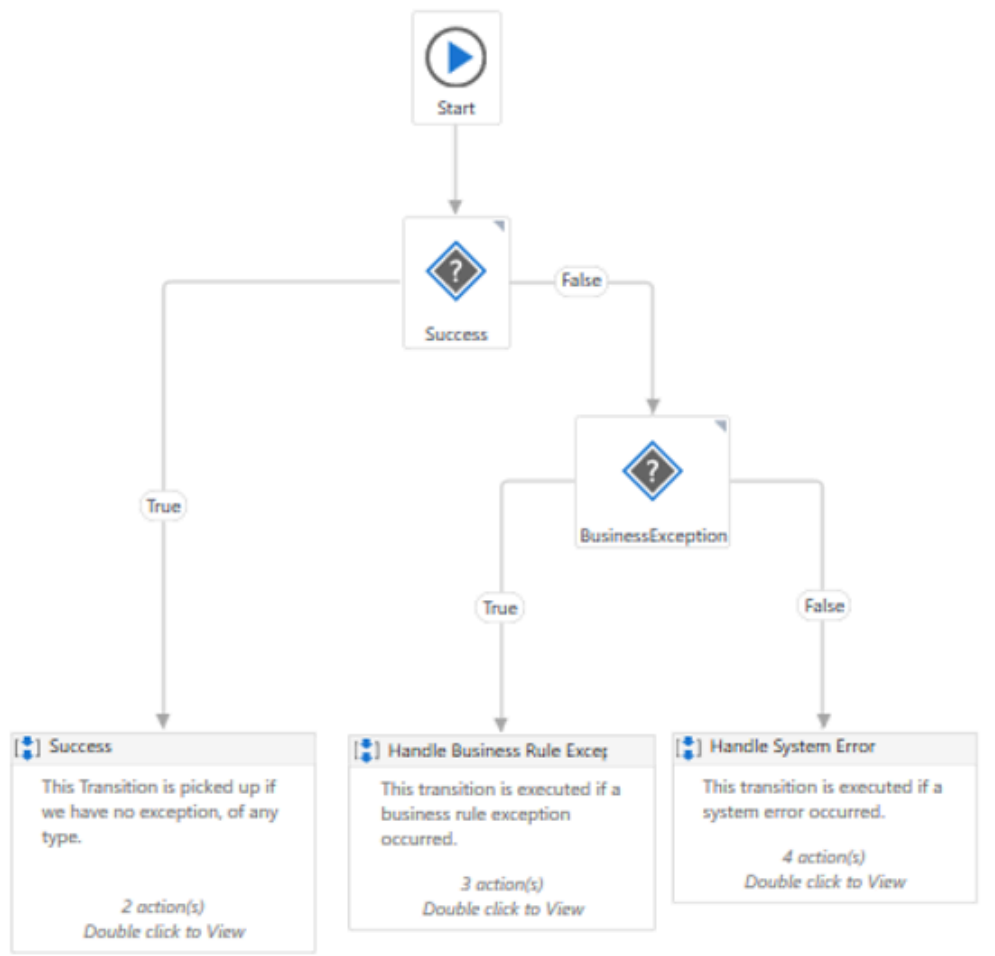 Start
?
Success
False
?
BusinessException
True
True
False
Success
This Transition is picked up if
we have no exception, of any
type.
2 action(s)
Double click to View
Handle Business Rule Excep
This transition is executed if a
business rule exception
occurred.
3 action(s)
Double click to View
Handle System Error
This transition is executed if a
system error occurred.
4 action(s)
Double click to View